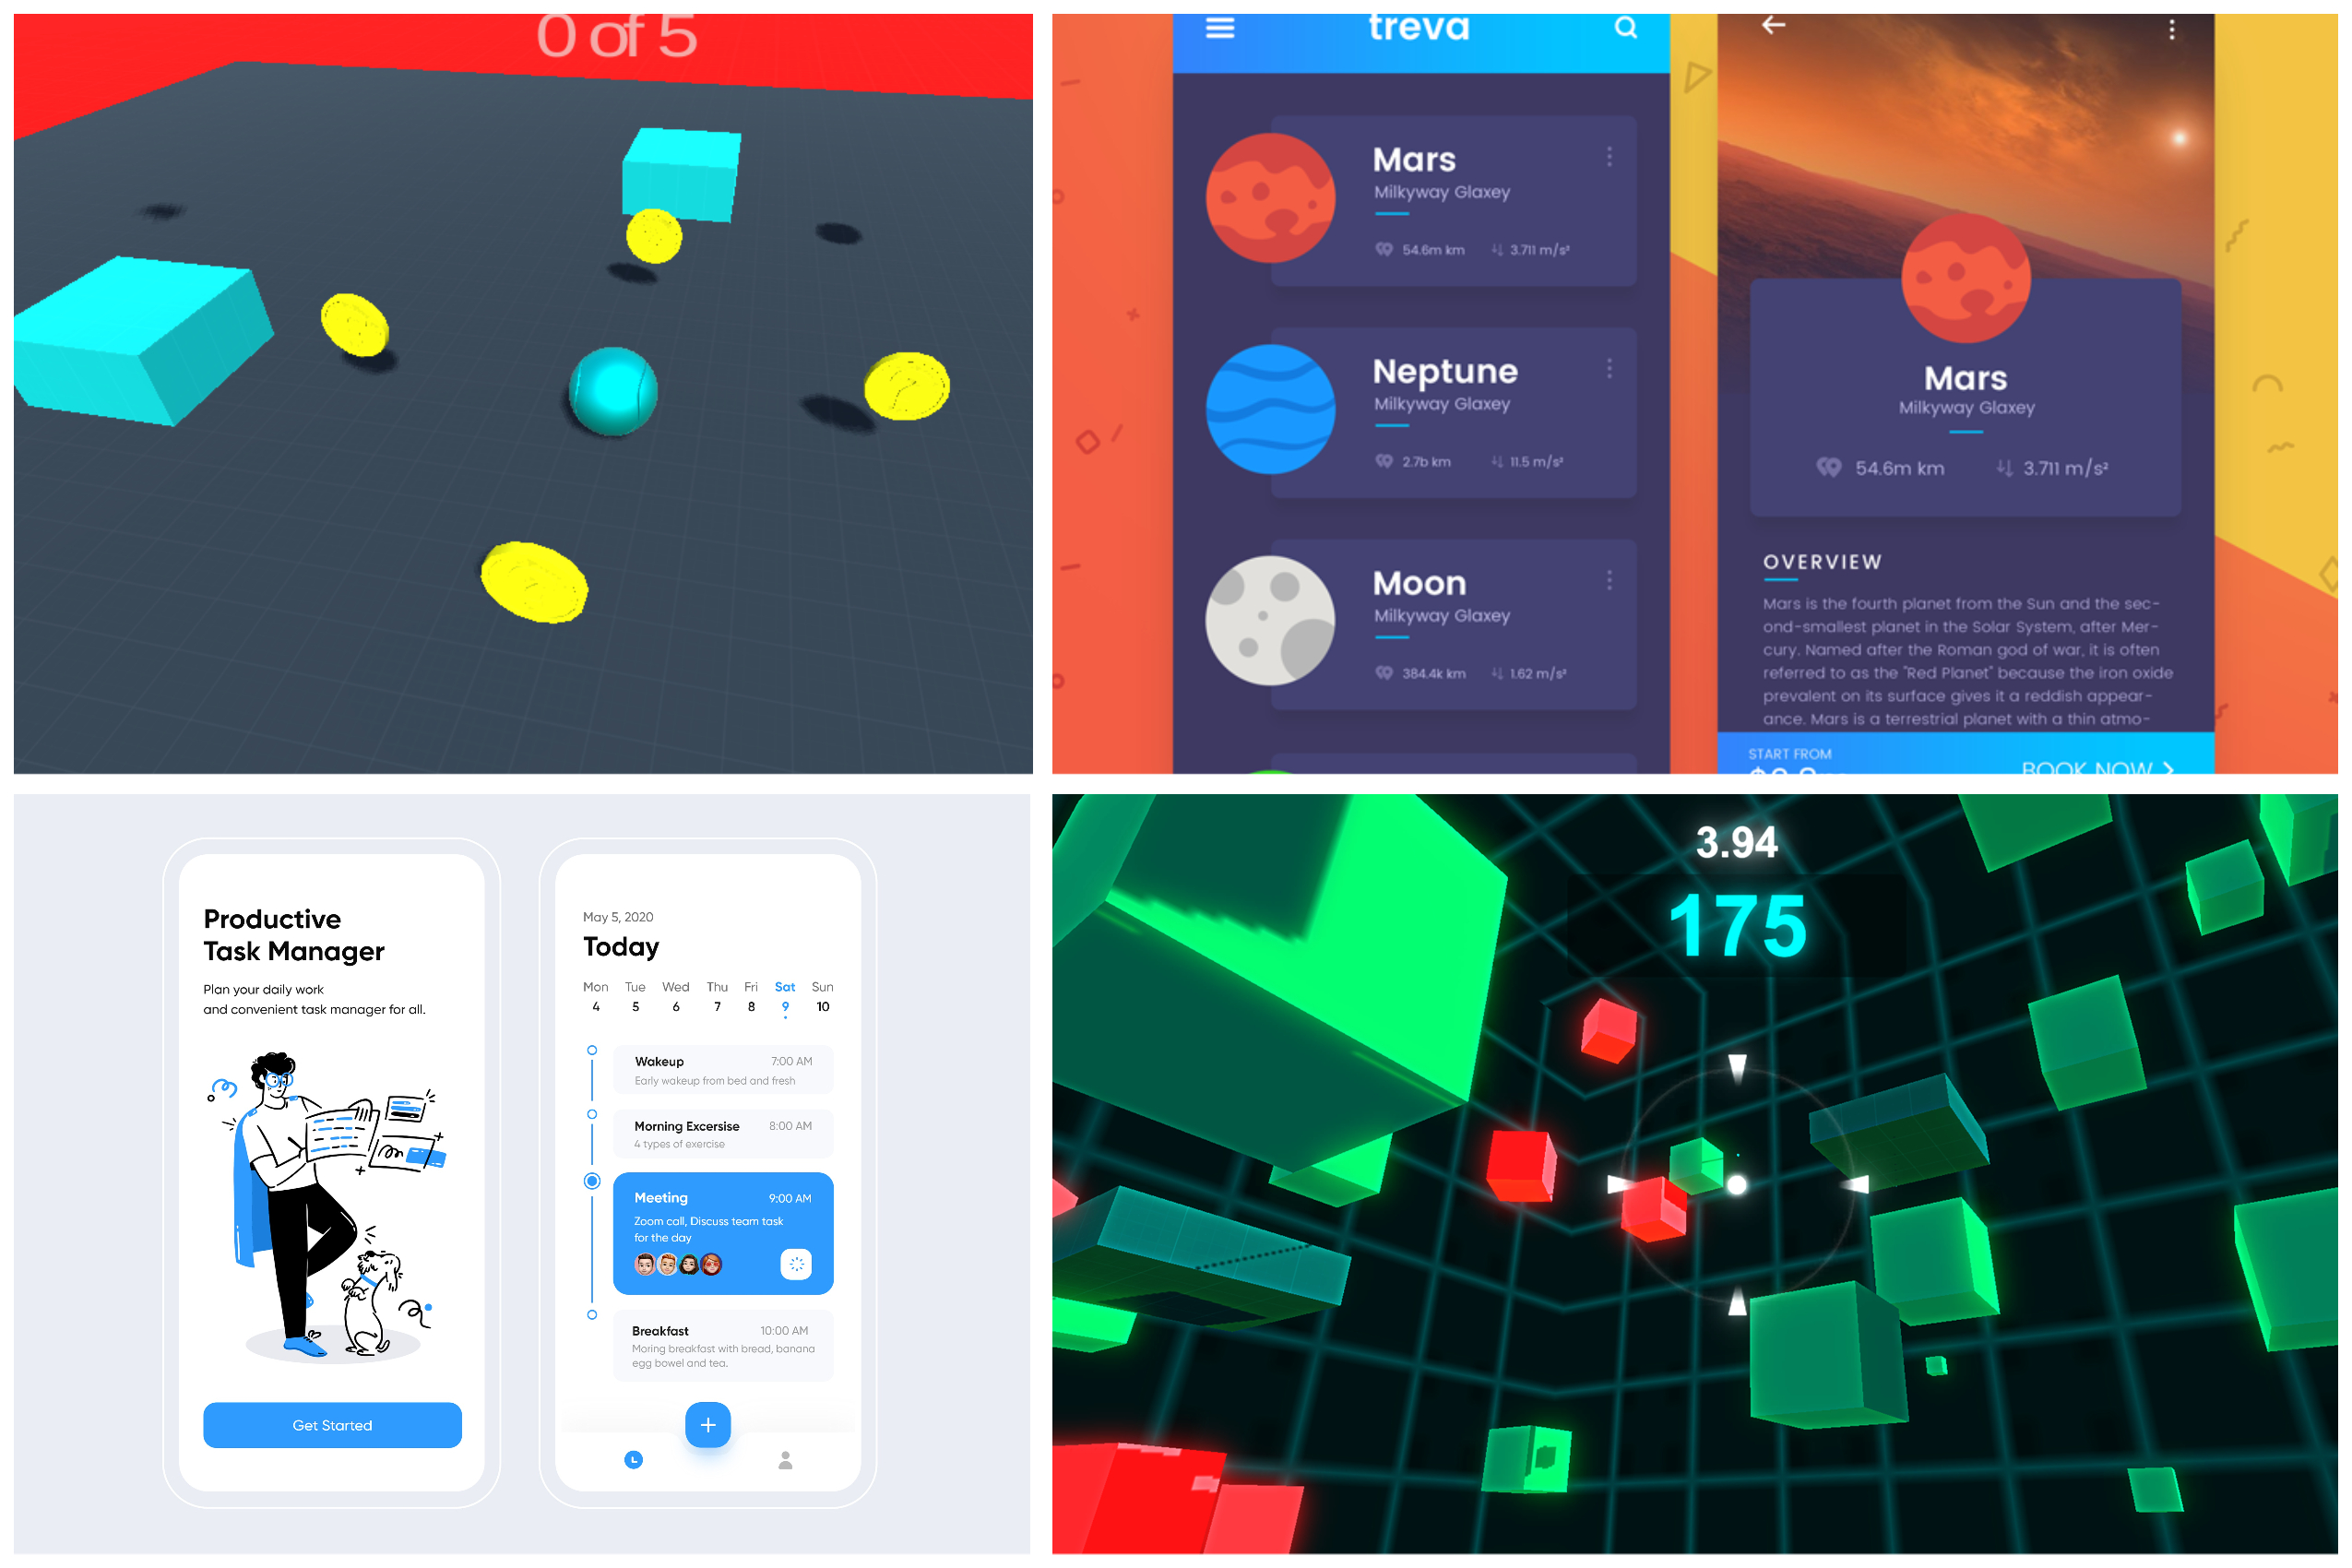 0 of 5
treva
Mars
Milkyway Glaxey
54.6m km 3.711 m/s²
Neptune
Milkyway Glaxey
2.7b km 11.5 m/s²
Moon
Milkyway Glaxey
384.4k km 1.62 m/s²
Mars
Milkyway Glaxey
54.6m km 3.711 m/s²
OVERVIEW
Mars is the fourth planet from the Sun and the sec-
ond-smallest planet in the Solar System, after Mer-
cury. Named after the Roman god of war, it is often
referred to as the "Red Planet" because the iron oxide
prevalent on its surface gives it a reddish appear-
ance. Mars is a terrestrial planet with a thin atmo-
START FROM
BOOK NOW
Productive
Task Manager
Plan your daily work
and convenient task manager for all.
Get Started
May 5, 2020
Today
Mon Tue Wed Thu Fri Sat Sun
4 5 6 7 8 9 10
Wakeup 7:00 AM
Early wakeup from bed and fresh
Morning Excersise 8:00 AM
4 types of exercise
Meeting 9:00 AM
Zoom call, Discuss team task
for the day
Breakfast 10:00 AM
Moring breakfast with bread, banana
egg bowel and tea.
3.94
175